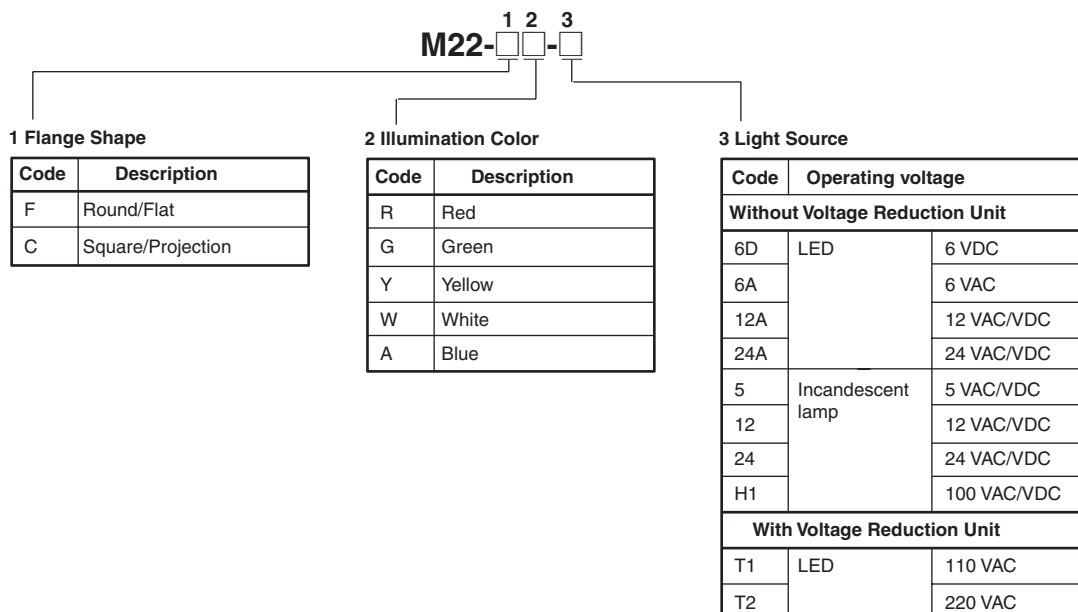 1 2 3
M22-□□-□
1 Flange Shape
Code Description
F Round/Flat
C Square/Projection
2 Illumination Color
Code Description
R Red
G Green
Y Yellow
W White
A Blue
3 Light Source
Code Operating voltage
Without Voltage Reduction Unit
6D LED 6 VDC
6A 6 VAC
12A 12 VAC/VDC
24A 24 VAC/VDC
5 Incandescent lamp 5 VAC/VDC
12 12 VAC/VDC
24 24 VAC/VDC
H1 100 VAC/VDC
With Voltage Reduction Unit
T1 LED 110 VAC
T2 220 VAC